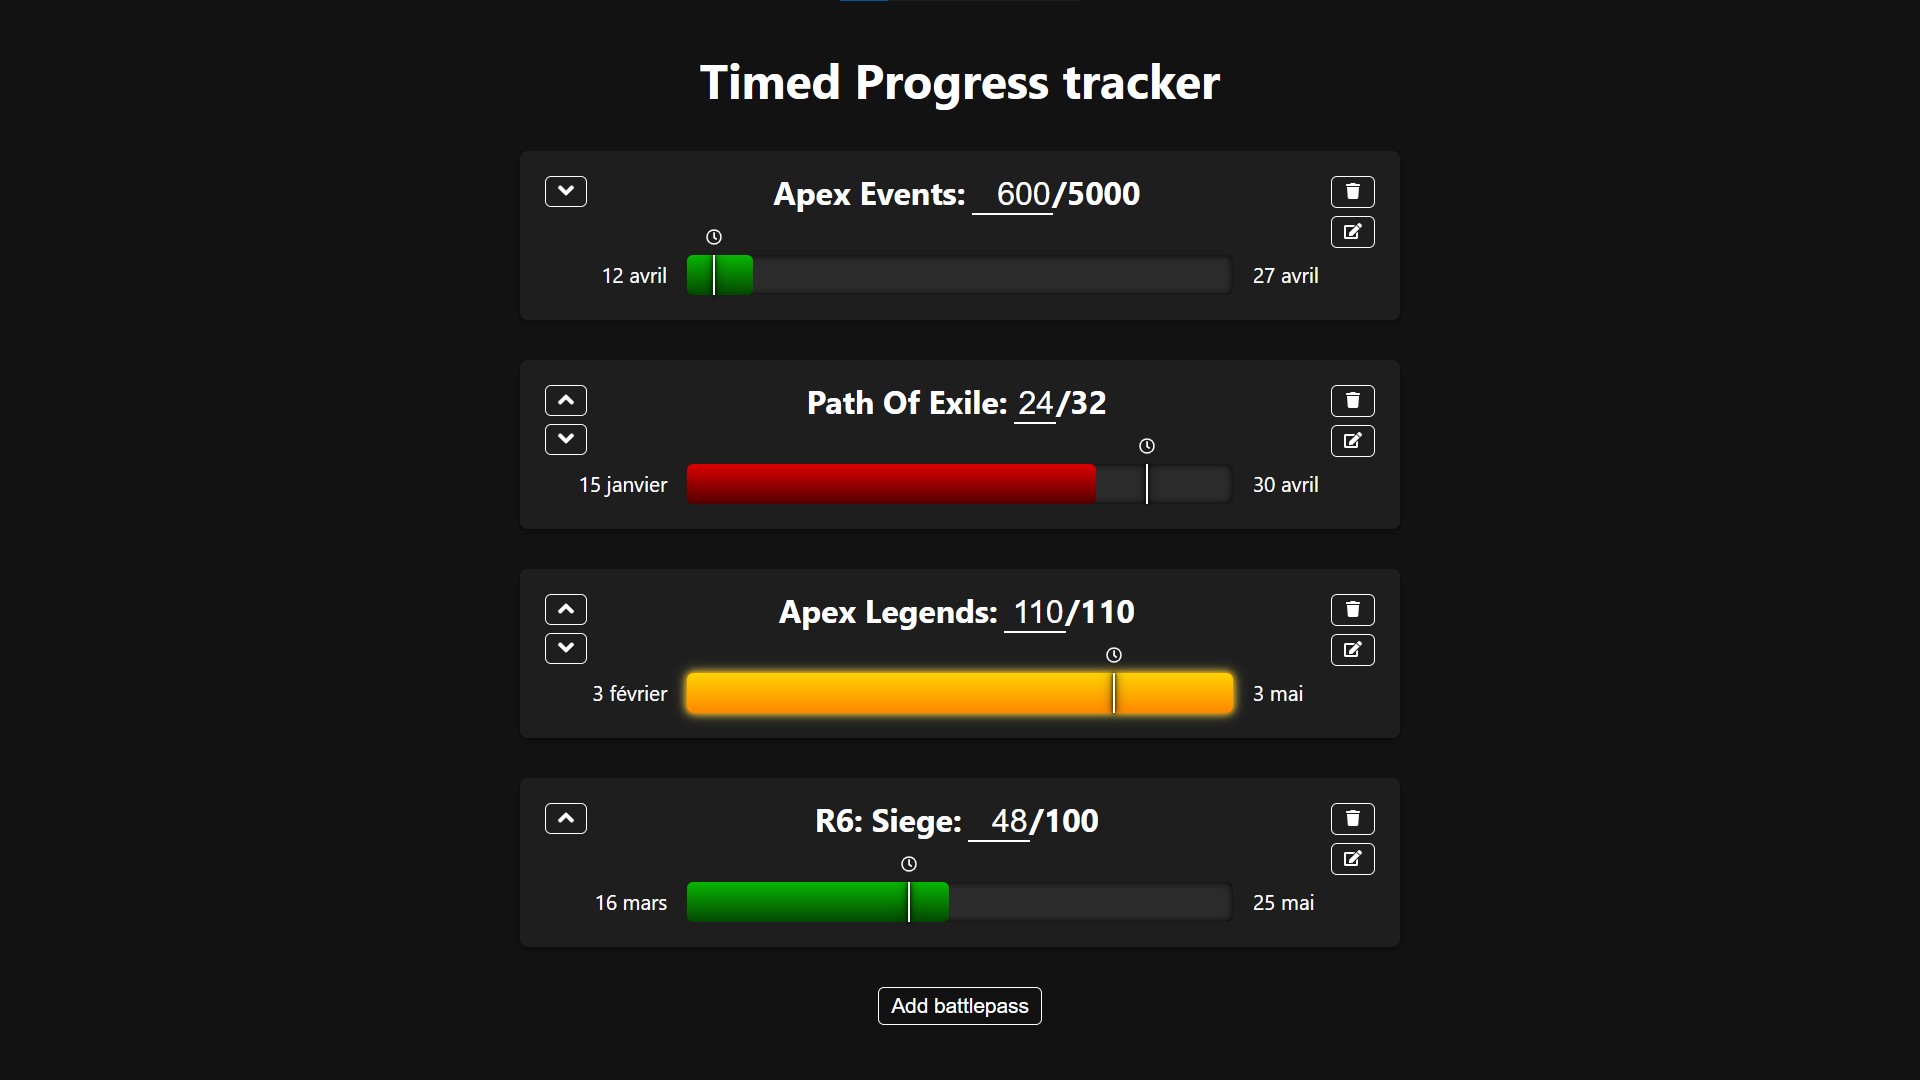 Timed Progress tracker
Apex Events: 600/5000
12 avril
27 avril
Path Of Exile: 24/32
15 janvier
30 avril
Apex Legends: 110/110
3 février
3 mai
R6: Siege: 48/100
16 mars
25 mai
Add battlepass